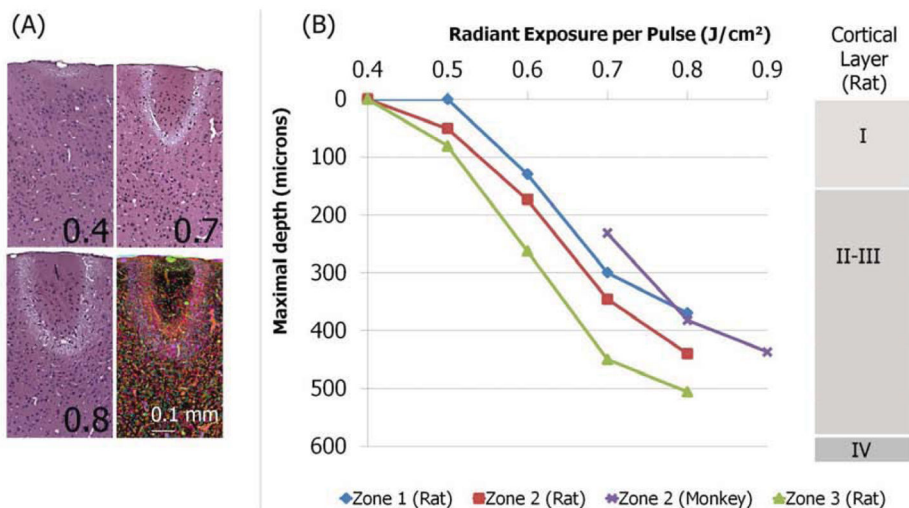 (A)
0.4
0.7
0.8
0.1 mm
(B)
Radiant Exposure per Pulse (J/cm²)
0.4 0.5 0.6 0.7 0.8 0.9
Maximal depth (microns)
0
100
200
300
400
500
600
Cortical
Layer
(Rat)
I
II-III
IV
Zone 1 (Rat) Zone 2 (Rat) Zone 2 (Monkey) Zone 3 (Rat)